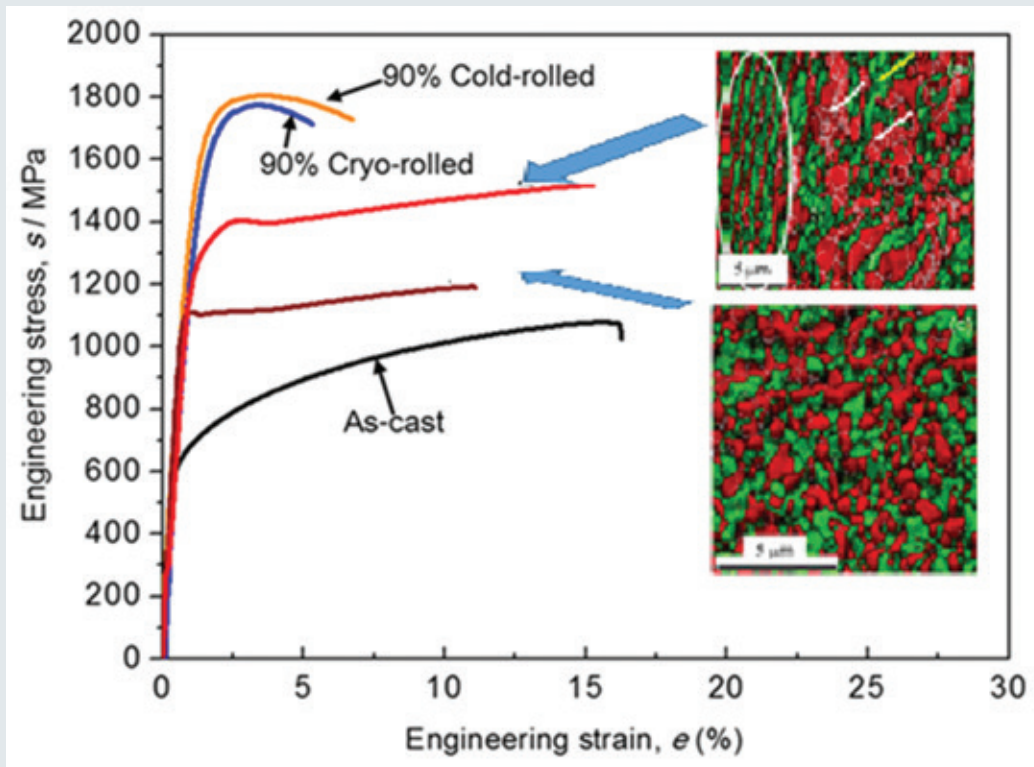 2000
1800
1600
1400
1200
1000
800
600
400
200
0
Engineering stress, s / MPa
90% Cold-rolled
90% Cryo-rolled
As-cast
5 μm
5 μm
0
5
10
15
20
25
30
Engineering strain, e (%)